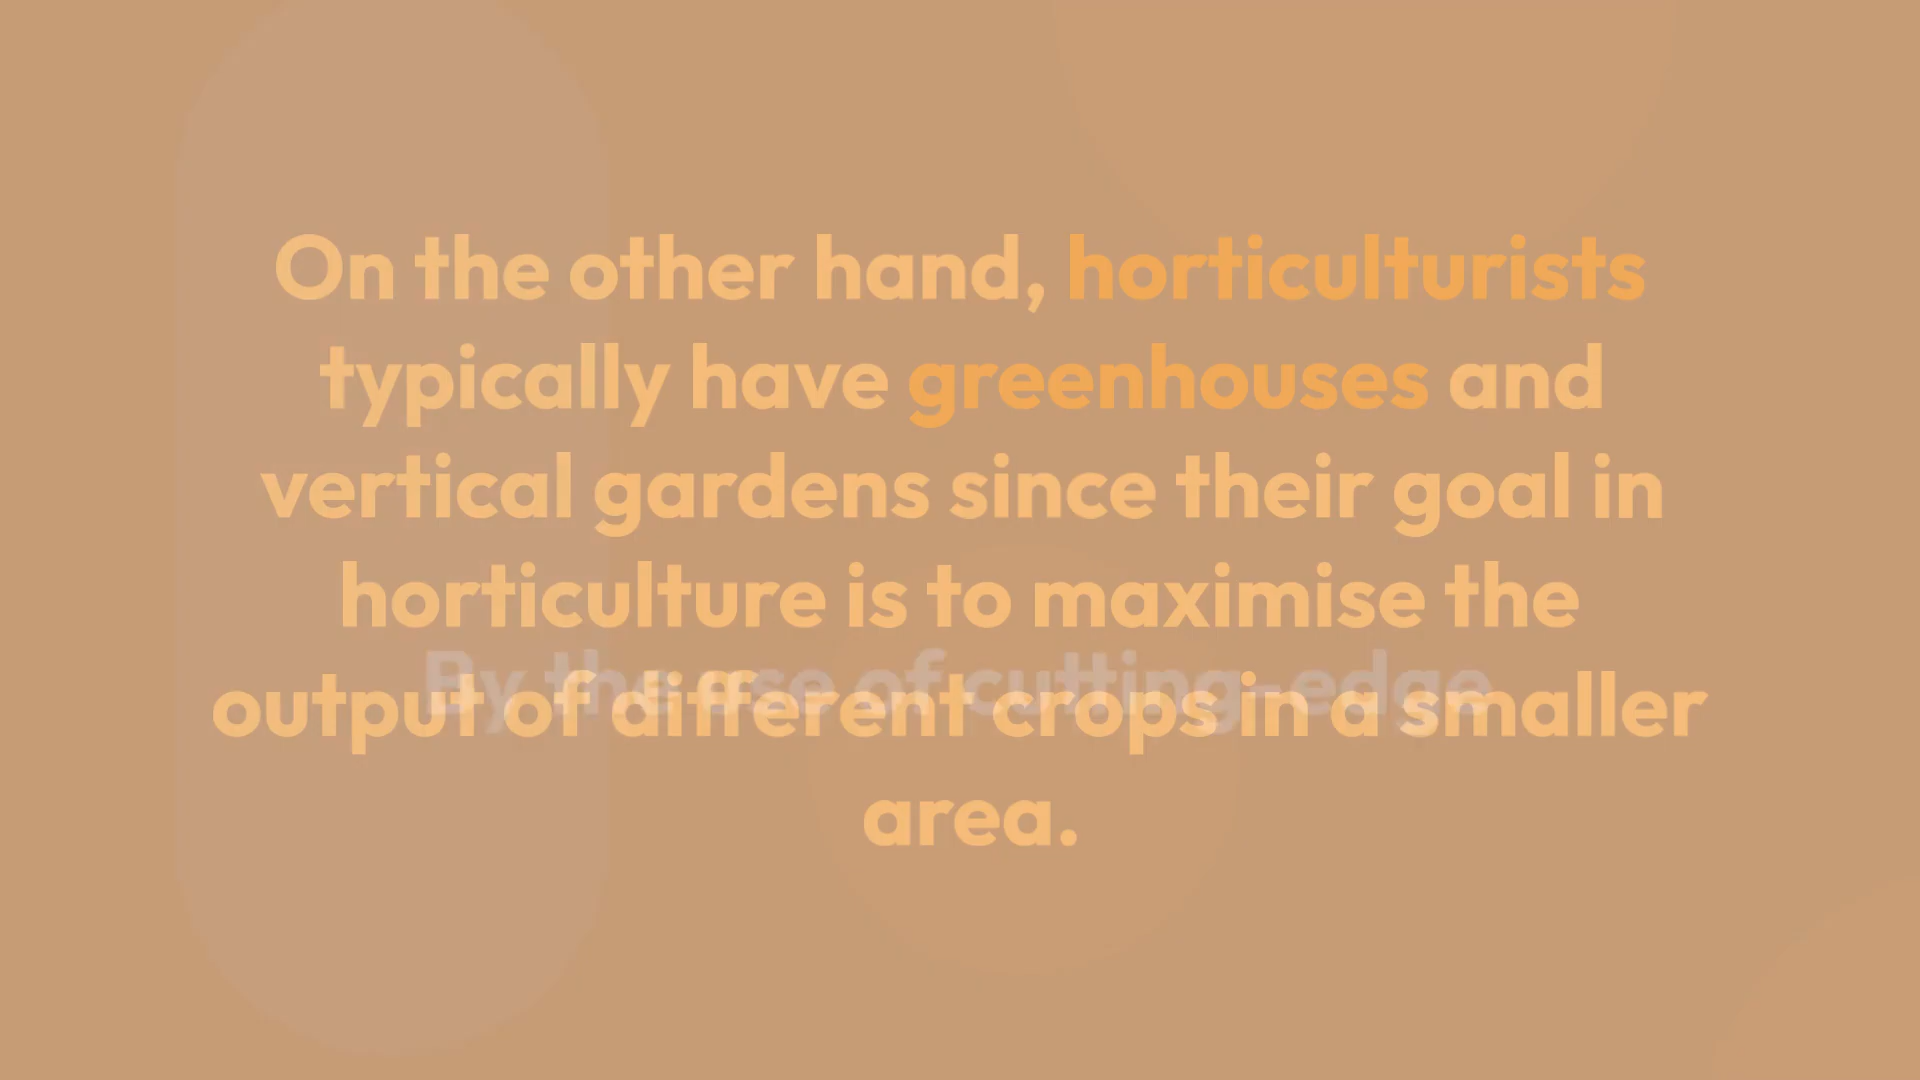 On the other hand, horticulturists
typically have greenhouses and
vertical gardens since their goal in
horticulture is to maximise the
By the use of cutting-edge
output of different crops in a smaller
area.